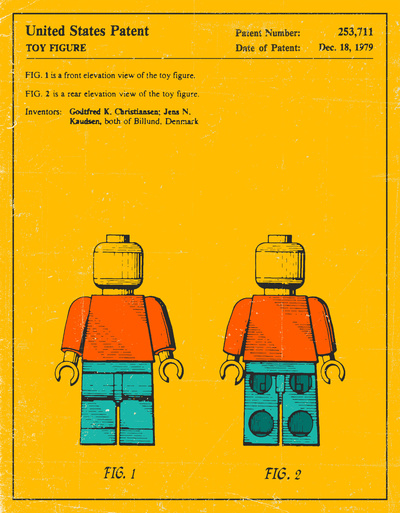 United States Patent
TOY FIGURE
Patent Number: 253,711
Date of Patent: Dec. 18, 1979
FIG. 1 is a front elevation view of the toy figure.
FIG. 2 is a rear elevation view of the toy figure.
Inventors: Godtfred K. Christiansen; Jens N.
Knudsen, both of Billund, Denmark
FIG. 1
FIG. 2